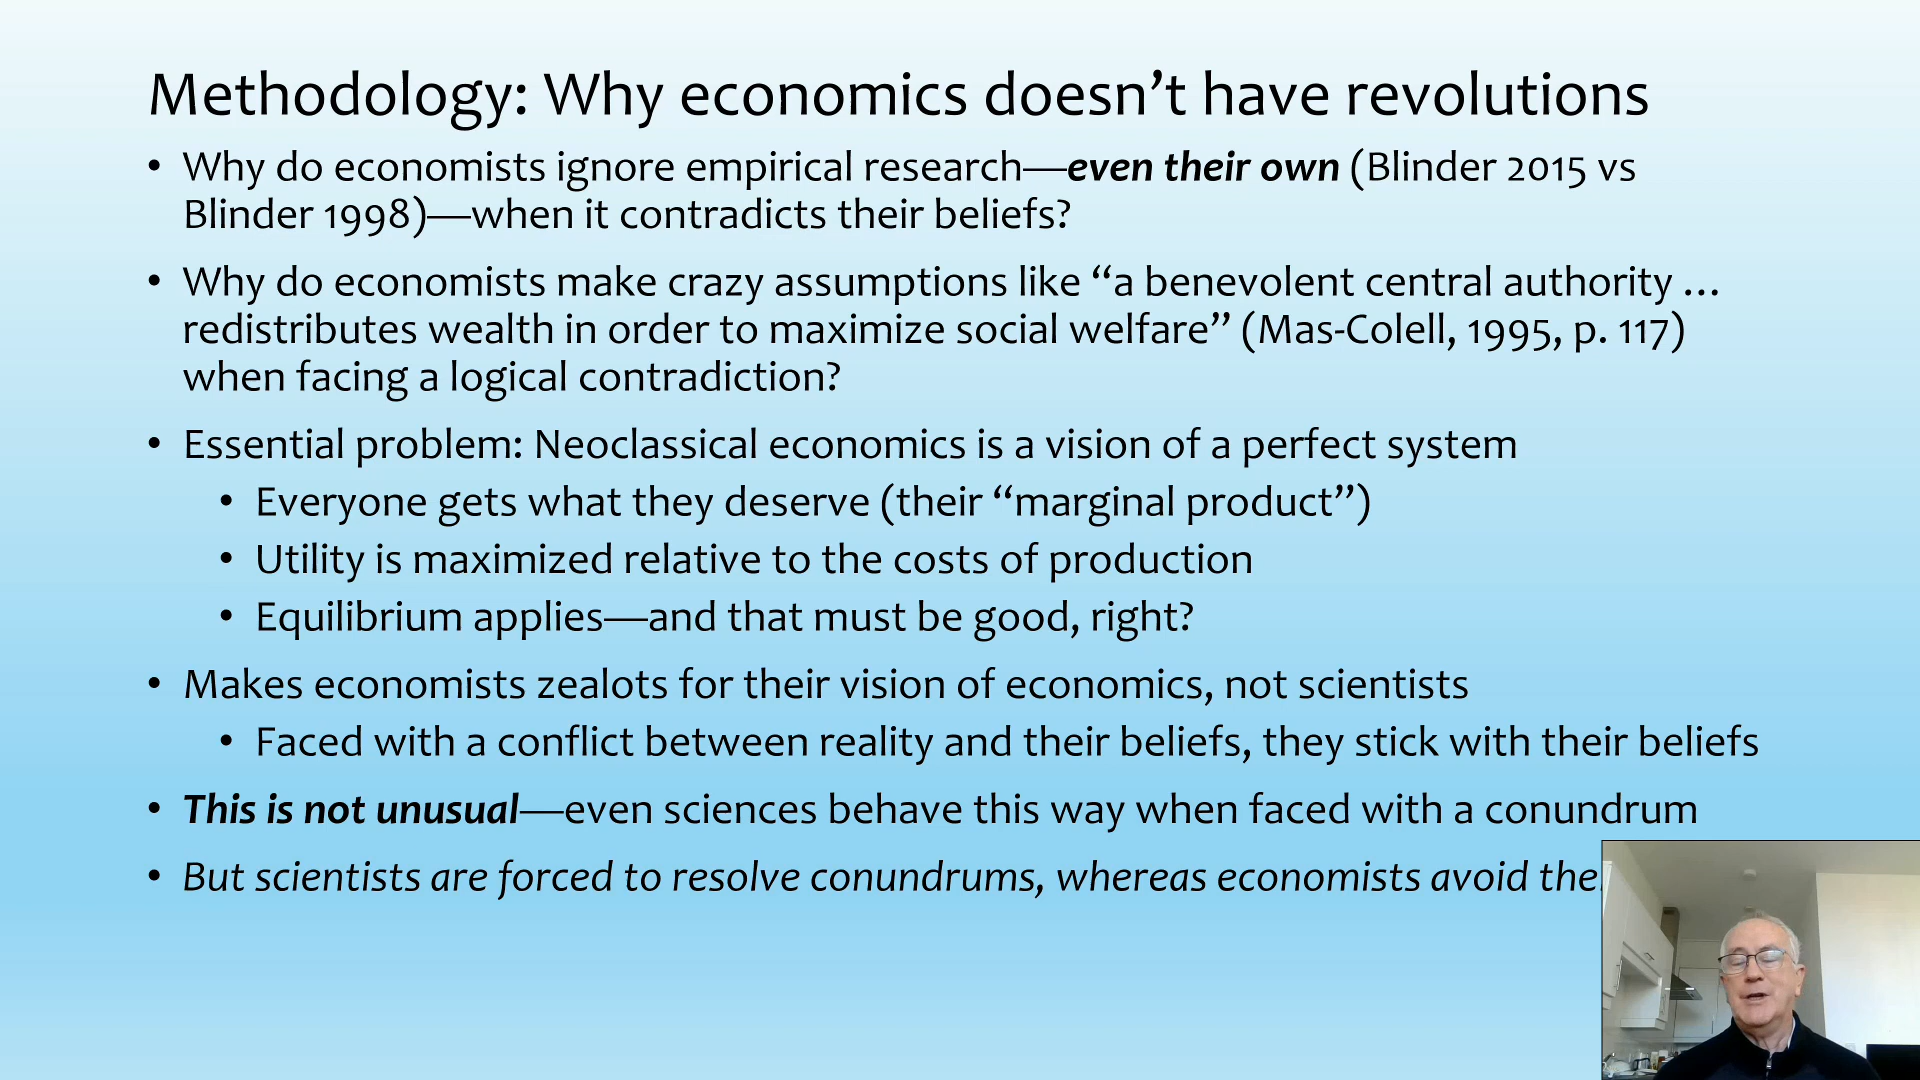 Methodology: Why economics doesn’t have revolutions
• Why do economists ignore empirical research—even their own (Blinder 2015 vs
Blinder 1998)—when it contradicts their beliefs?
• Why do economists make crazy assumptions like “a benevolent central authority …
redistributes wealth in order to maximize social welfare” (Mas-Colell, 1995, p. 117)
when facing a logical contradiction?
• Essential problem: Neoclassical economics is a vision of a perfect system
• Everyone gets what they deserve (their “marginal product”)
• Utility is maximized relative to the costs of production
• Equilibrium applies—and that must be good, right?
• Makes economists zealots for their vision of economics, not scientists
• Faced with a conflict between reality and their beliefs, they stick with their beliefs
• This is not unusual—even sciences behave this way when faced with a conundrum
• But scientists are forced to resolve conundrums, whereas economists avoid